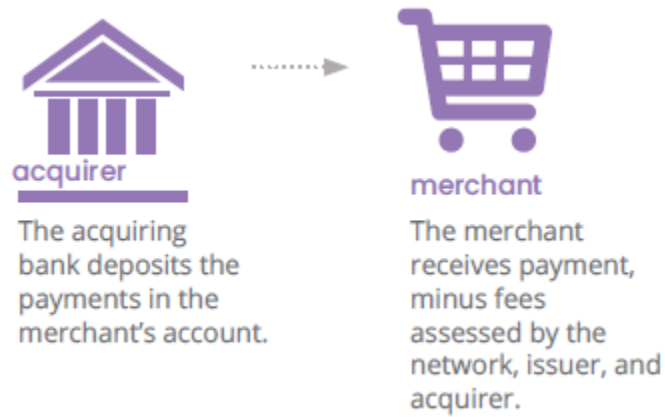 acquirer
The acquiring
bank deposits the
payments in the
merchant's account.
merchant
The merchant
receives payment,
minus fees
assessed by the
network, issuer, and
acquirer.